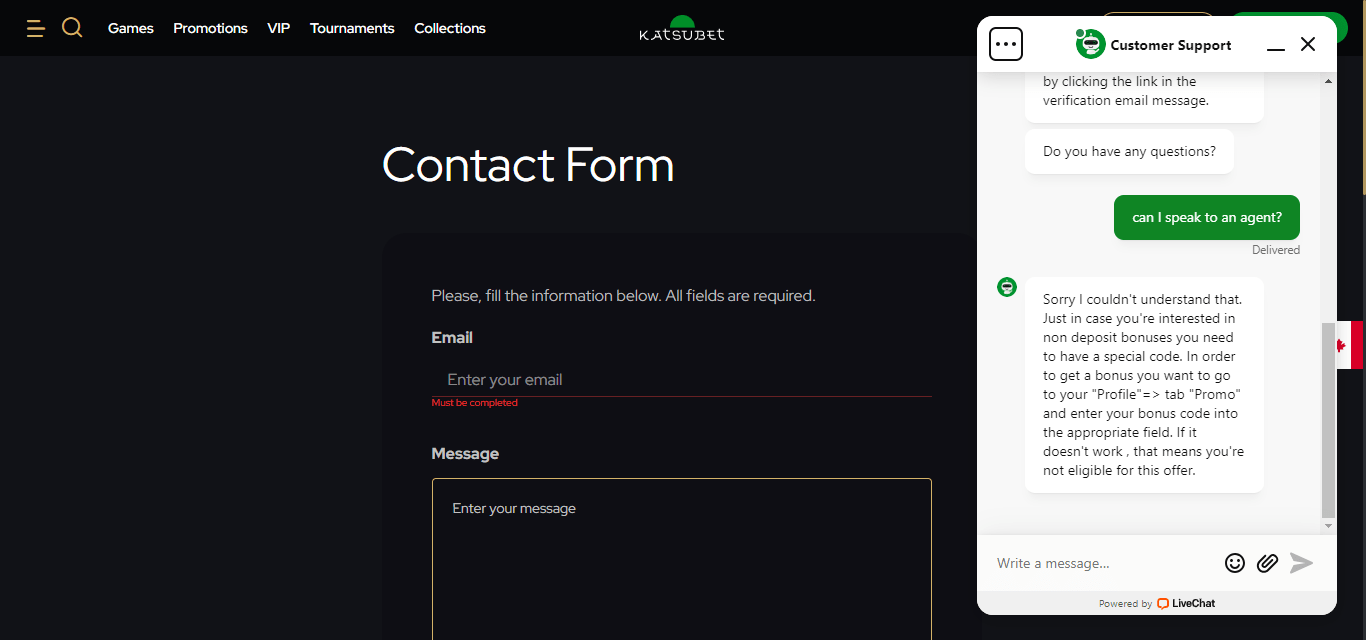 Games Promotions VIP Tournaments Collections
KATSUBET
Contact Form
Please, fill the information below. All fields are required.
Email
Enter your email
Must be completed
Message
Enter your message
Customer Support
by clicking the link in the
verification email message.
Do you have any questions?
can I speak to an agent?
Delivered
Sorry I couldn't understand that.
Just in case you're interested in
non deposit bonuses you need
to have a special code. In order
to get a bonus you want to go
to your "Profile"=> tab "Promo"
and enter your bonus code into
the appropriate field. If it
doesn't work , that means you're
not eligible for this offer.
Write a message...
Powered by LiveChat